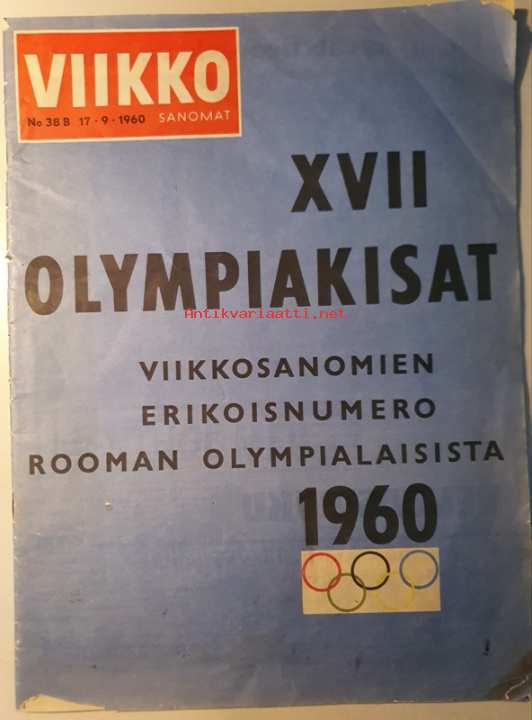 VIIKKO
No 38 B 17 - 9 - 1960 SANOMAT
XVII
OLYMPIAKISAT
Antikvariaatti.net
VIIKKOSANOMIEN
ERIKOISNUMERO
ROOMAN OLYMPIALAISISTA
1960